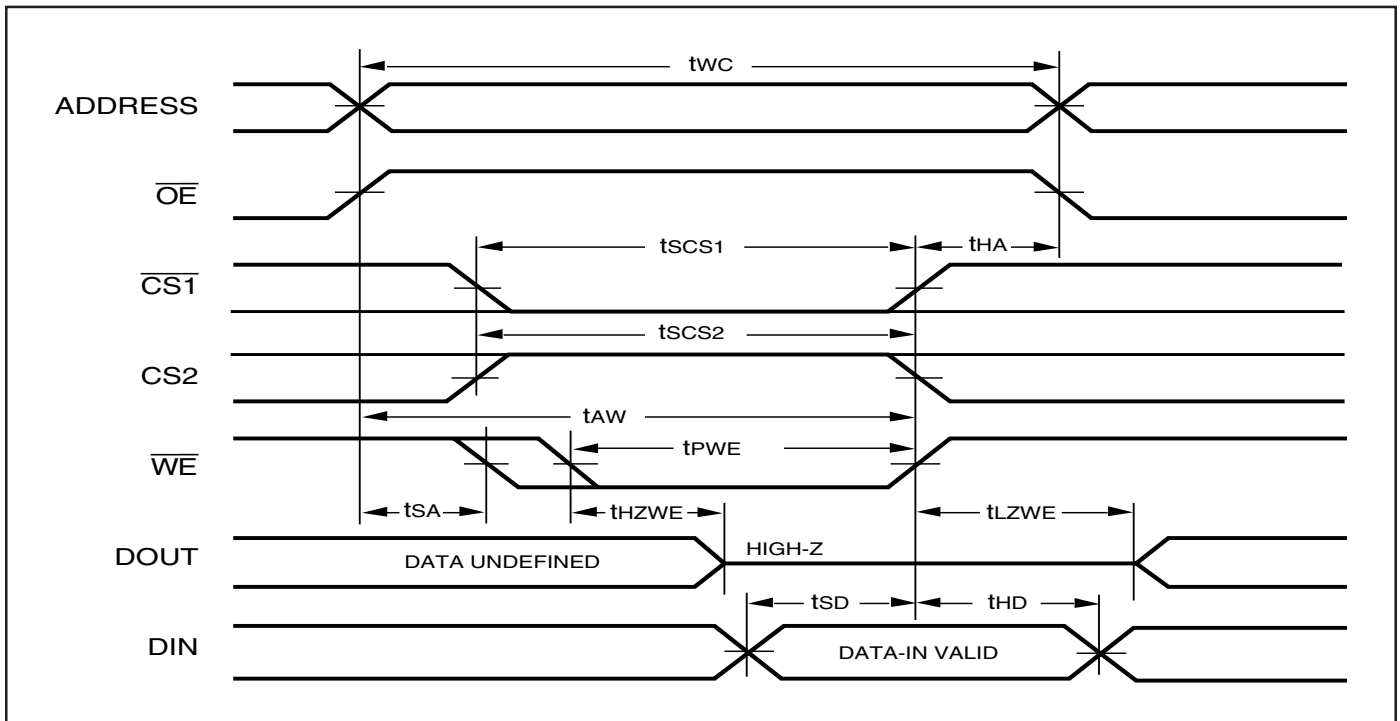 tWC
ADDRESS
OE
tSCS1
tHA
CS1
tSCS2
CS2
tAW
WE
tPWE
tSA
tHZWE
tLZWE
DOUT
DATA UNDEFINED
HIGH-Z
tSD
tHD
DIN
DATA-IN VALID